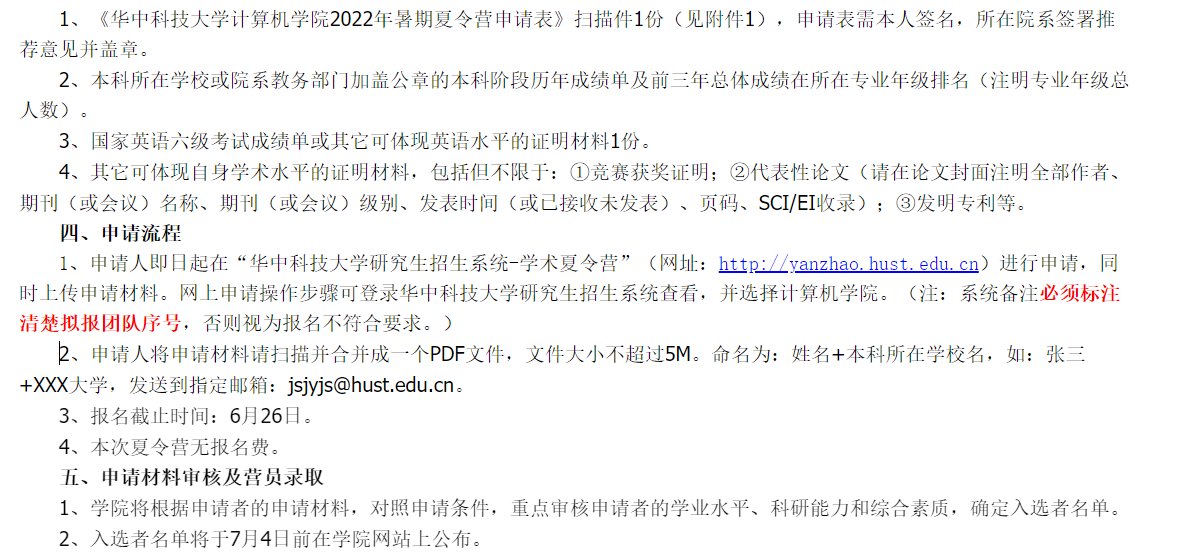 1、《华中科技大学计算机学院2022年暑期夏令营申请表》扫描件1份（见附件1），申请表需本人签名，所在院系签署推
荐意见并盖章。
2、本科所在学校或院系教务部门加盖公章的本科阶段历年成绩单及前三年总体成绩在所在专业年级排名（注明专业年级总
人数）。
3、国家英语六级考试成绩单或其它可体现英语水平的证明材料1份。
4、其它可体现自身学术水平的证明材料，包括但不限于：①竞赛获奖证明；②代表性论文（请在论文封面注明全部作者、
期刊（或会议）名称、期刊（或会议）级别、发表时间（或已接收未发表）、页码、SCI/EI收录）；③发明专利等。
四、申请流程
1、申请人即日起在“华中科技大学研究生招生系统-学术夏令营”（网址：http://yanzhao.hust.edu.cn）进行申请，同
时上传申请材料。网上申请操作步骤可登录华中科技大学研究生招生系统查看，并选择计算机学院。（注：系统备注必须标注
清楚拟报团队序号，否则视为报名不符合要求。）
2、申请人将申请材料请扫描并合并成一个PDF文件，文件大小不超过5M。命名为：姓名+本科所在学校名，如：张三
+XXX大学，发送到指定邮箱：jsjyjs@hust.edu.cn。
3、报名截止时间：6月26日。
4、本次夏令营无报名费。
五、申请材料审核及营员录取
1、学院将根据申请者的申请材料，对照申请条件，重点审核申请者的学业水平、科研能力和综合素质，确定入选者名单。
2、入选者名单将于7月4日前在学院网站上公布。